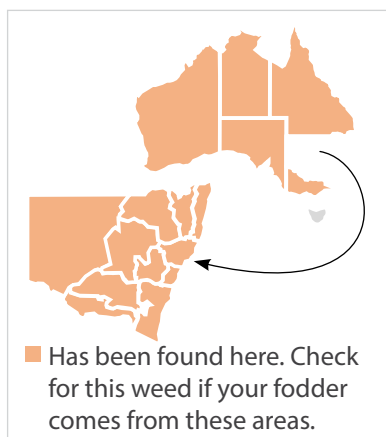 Has been found here. Check
for this weed if your fodder
comes from these areas.